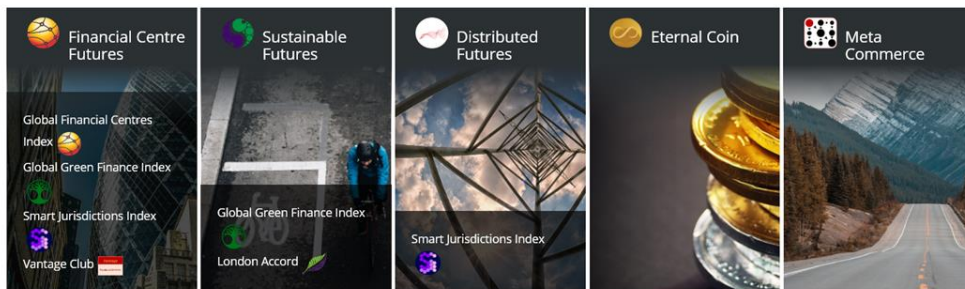 Financial Centre
Futures
Global Financial Centres
Index
Global Green Finance Index
Smart Jurisdictions Index
Vantage Club
Sustainable
Futures
Global Green Finance Index
London Accord
Distributed
Futures
Smart Jurisdictions Index
Eternal Coin
Meta
Commerce